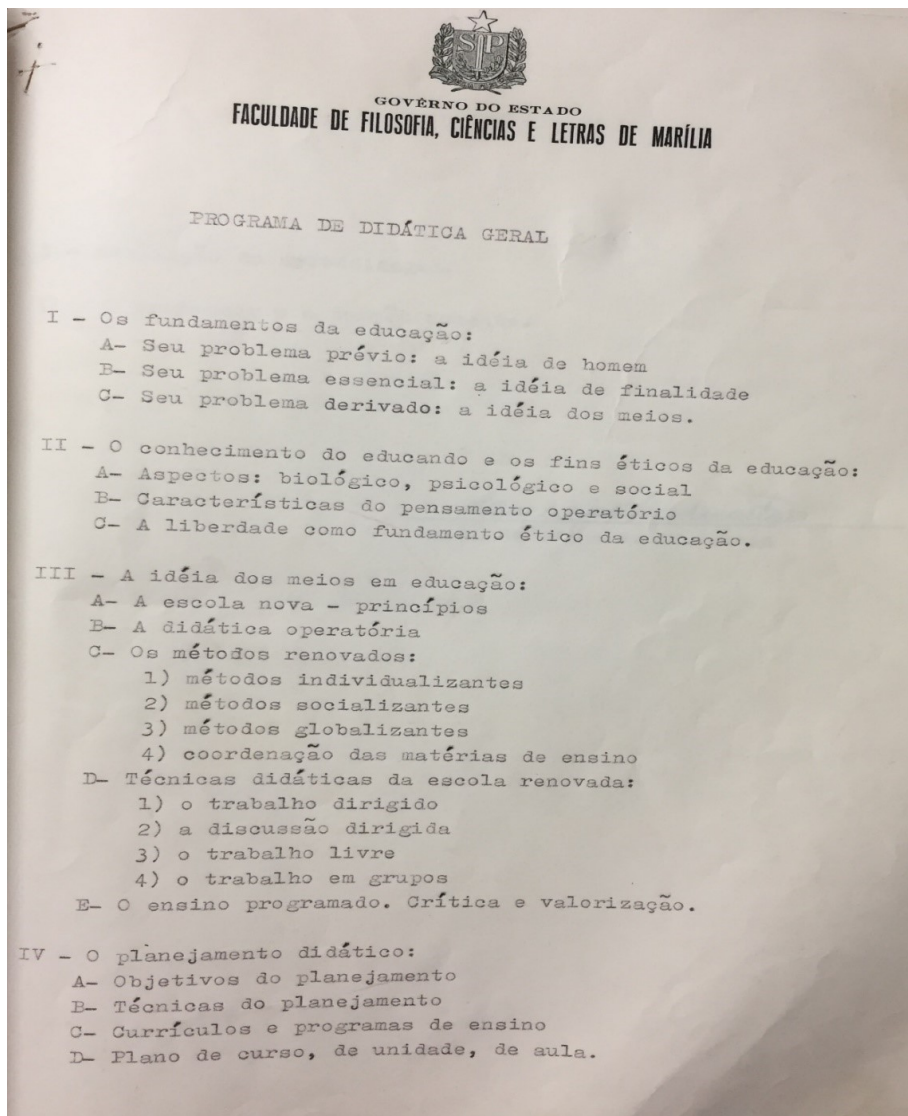 SP
GOVÊRNO DO ESTADO
FACULDADE DE FILOSOFIA, CIÊNCIAS E LETRAS DE MARÍLIA
PROGRAMA DE DIDÁTICA GERAL
I - Os fundamentos da educação:
A- Seu problema prévio: a idéia de homem
B- Seu problema essencial: a idéia de finalidade
C- Seu problema derivado: a idéia dos meios.
II - O conhecimento do educando e os fins éticos da educação:
A- Aspectos: biológico, psicológico e social
B- Características do pensamento operatório
C- A liberdade como fundamento ético da educação.
III - A idéia dos meios em educação:
A- A escola nova - princípios
B- A didática operatória
C- Os métodos renovados:
1) métodos individualizantes
2) métodos socializantes
3) métodos globalizantes
4) coordenação das matérias de ensino
D- Técnicas didáticas da escola renovada:
1) o trabalho dirigido
2) a discussão dirigida
3) o trabalho livre
4) o trabalho em grupos
E- O ensino programado. Crítica e valorização.
IV - O planejamento didático:
A- Objetivos do planejamento
B- Técnicas do planejamento
C- Currículos e programas de ensino
D- Plano de curso, de unidade, de aula.